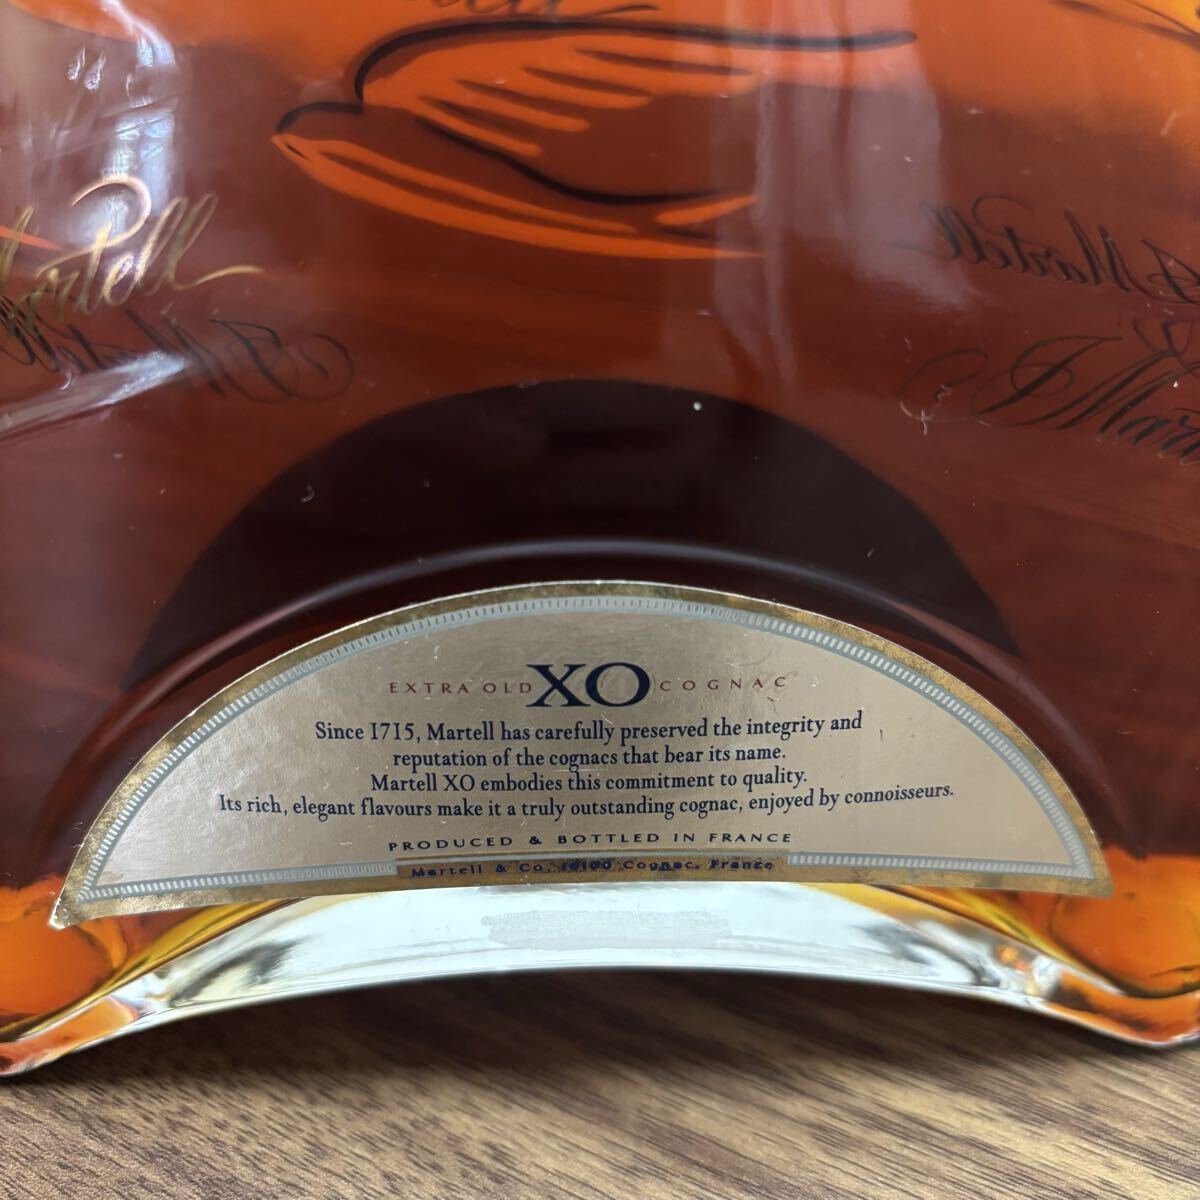 Martell
EXTRA OLD XO COGNAC
Since 1715, Martell has carefully preserved the integrity and
reputation of the cognacs that bear its name.
Martell XO embodies this commitment to quality.
Its rich, elegant flavours make it a truly outstanding cognac, enjoyed by connoisseurs.
PRODUCED & BOTTLED IN FRANCE
Martell & Co. 16100 Cognac, France